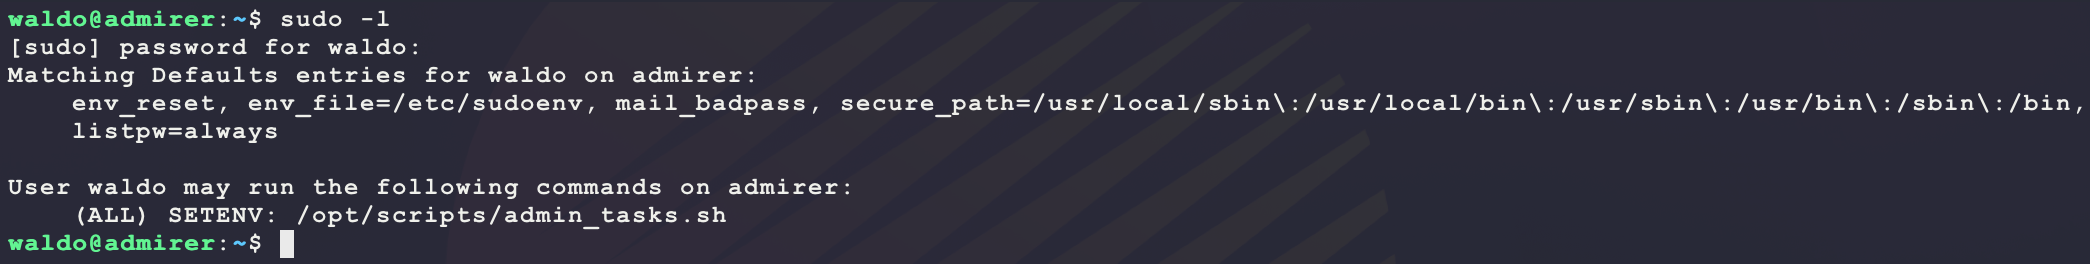 waldo@admirer:~$ sudo -l
[sudo] password for waldo:
Matching Defaults entries for waldo on admirer:
    env_reset, env_file=/etc/sudoenv, mail_badpass, secure_path=/usr/local/sbin\:/usr/local/bin\:/usr/sbin\:/usr/bin\:/sbin\:/bin,
    listpw=always

User waldo may run the following commands on admirer:
    (ALL) SETENV: /opt/scripts/admin_tasks.sh
waldo@admirer:~$